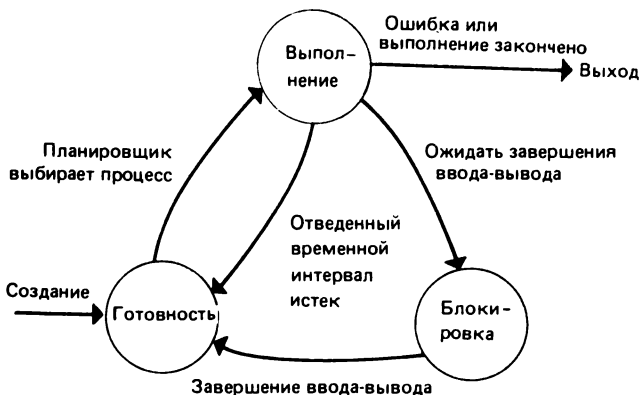 Ошибка или
выполнение закончено
Выпол-
нение
Выход
Планировщик
выбирает процесс
Ожидать завершения
ввода-вывода
Отведенный
временной
интервал
истек
Создание
Готовность
Блоки-
ровка
Завершение ввода-вывода